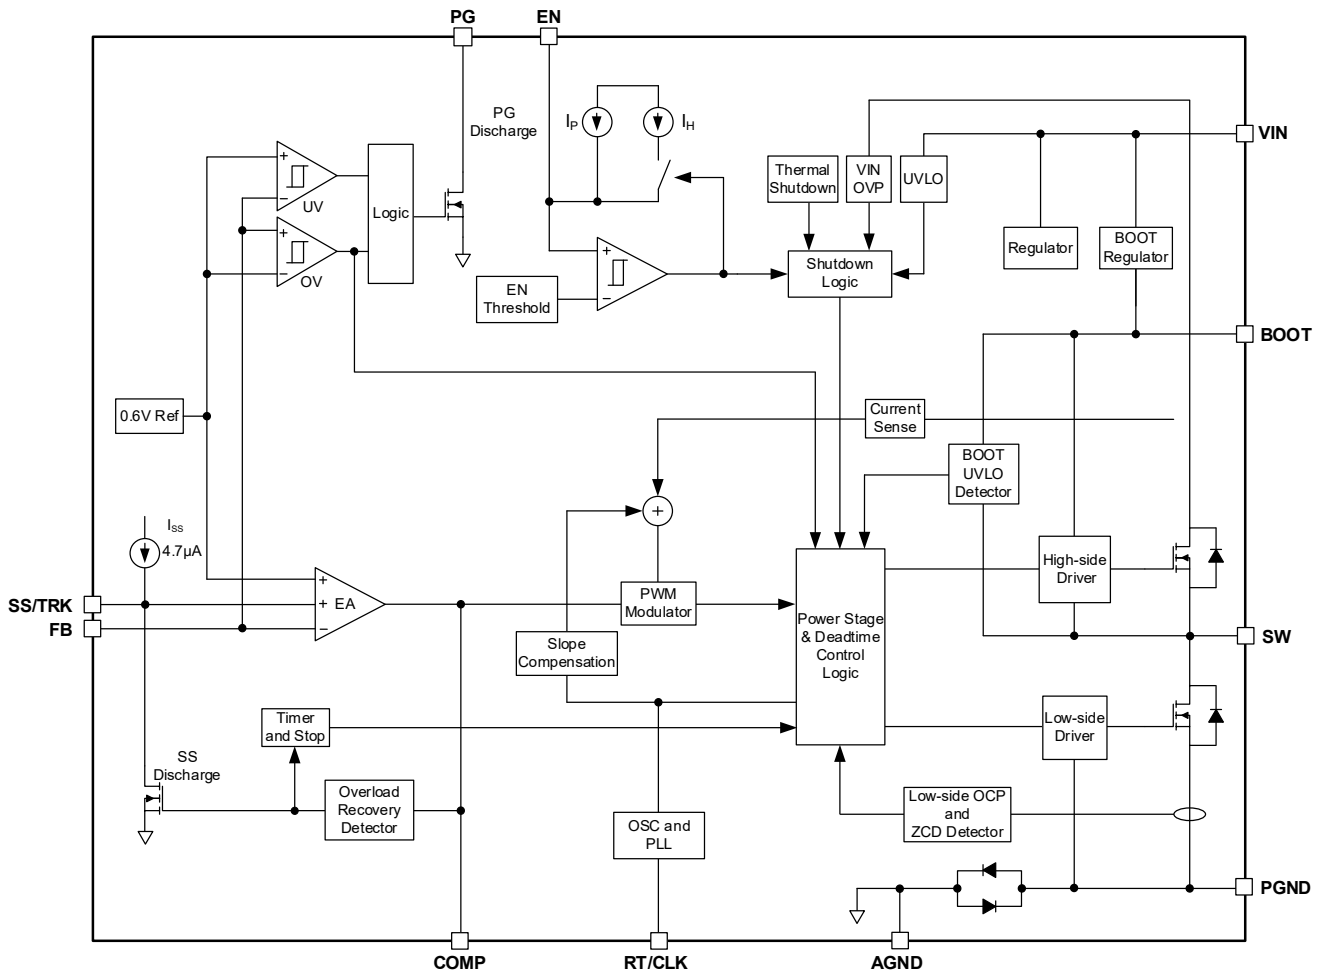 PG
EN
PG
Discharge
IP
IH
VIN
Thermal
Shutdown
VIN
OVP
UVLO
+
−
UV
Logic
+
−
OV
Regulator
BOOT
Regulator
+
−
EN
Threshold
Shutdown
Logic
BOOT
0.6V Ref
Current
Sense
BOOT
UVLO
Detector
+
ISS
4.7µA
High-side
Driver
SS/TRK
FB
+
+
−
EA
PWM
Modulator
Power Stage
& Deadtime
Control
Logic
SW
Slope
Compensation
Timer
and Stop
Low-side
Driver
SS
Discharge
Overload
Recovery
Detector
OSC and
PLL
Low-side OCP
and
ZCD Detector
PGND
COMP
RT/CLK
AGND